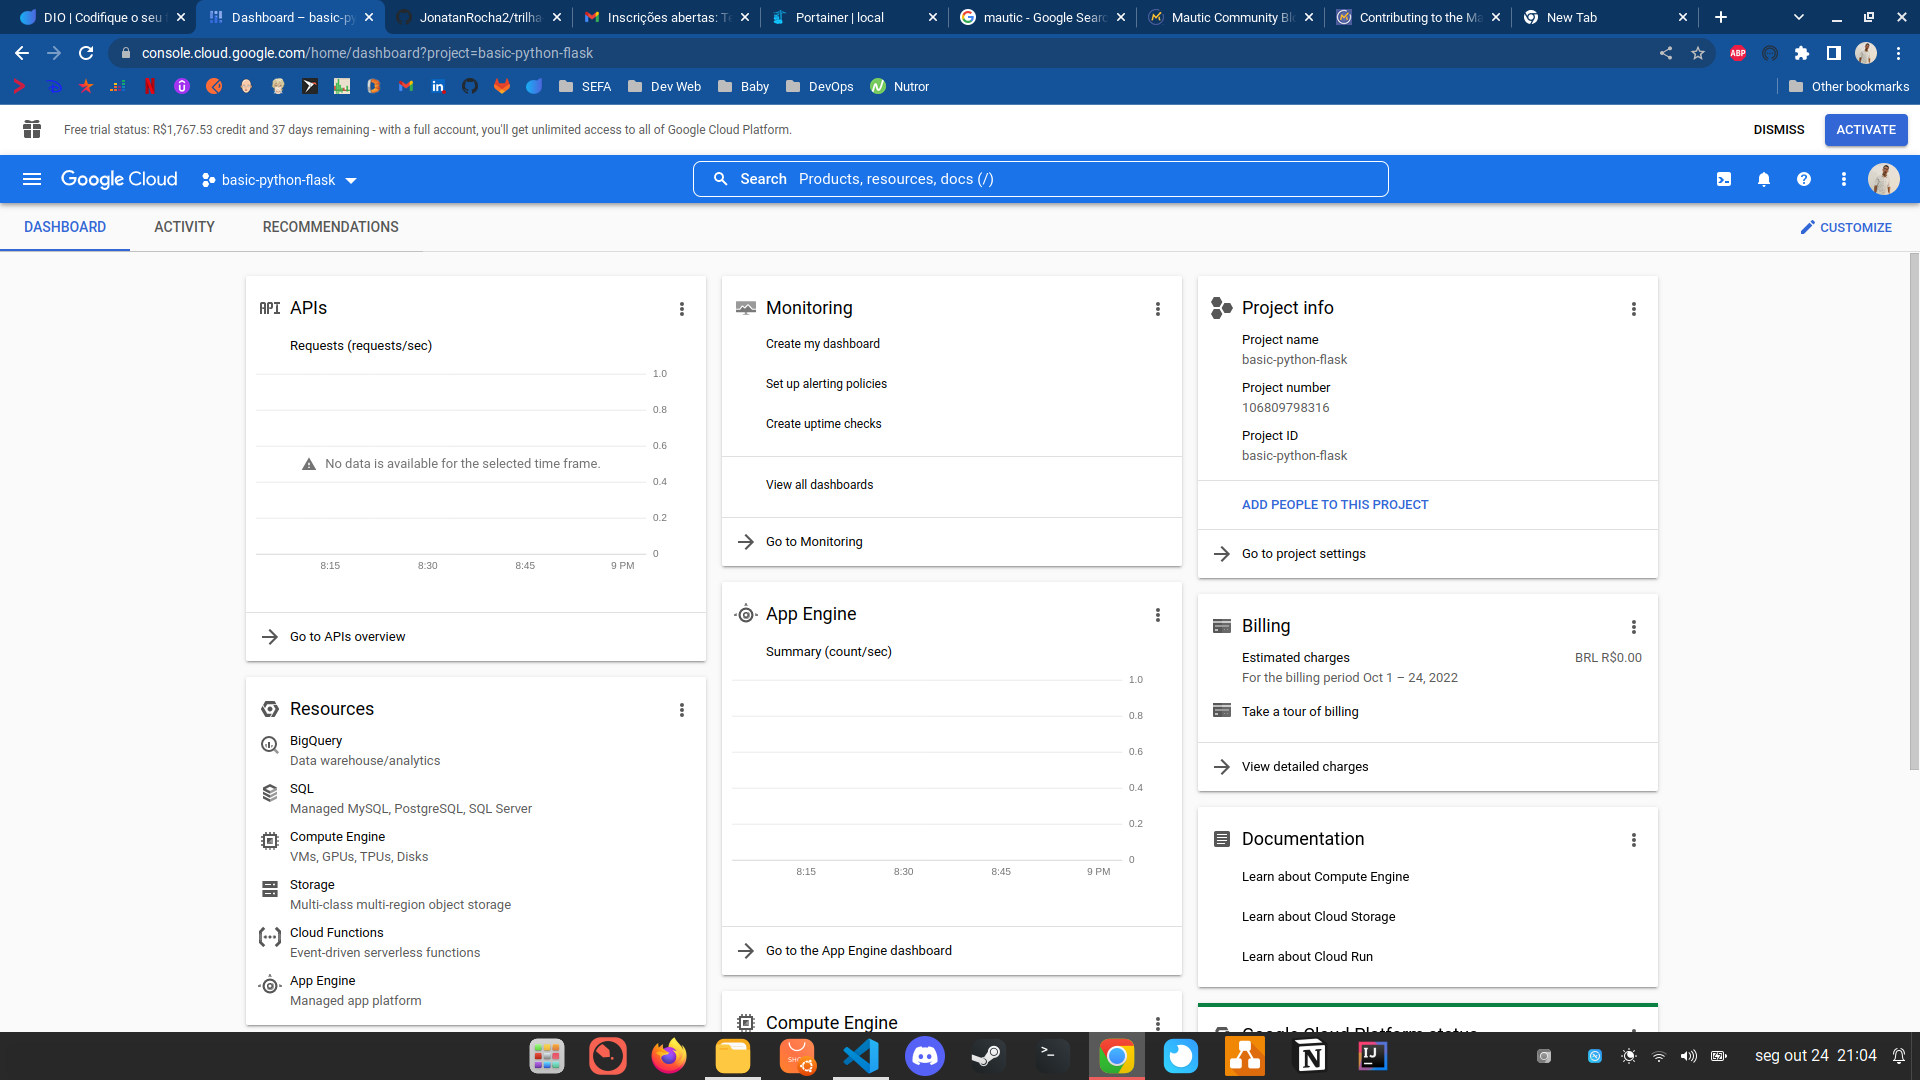 DIO | Codifique o seu
Dashboard – basic-py
JonatanRocha2/trilha
Inscrições abertas: Te
Portainer | local
mautic - Google Sear
Mautic Community Bl
Contributing to the Ma
New Tab
console.cloud.google.com/home/dashboard?project=basic-python-flask
ABP
SEFA
Dev Web
Baby
DevOps
Nutror
Other bookmarks
Free trial status: R$1,767.53 credit and 37 days remaining - with a full account, you'll get unlimited access to all of Google Cloud Platform.
DISMISS
ACTIVATE
Google Cloud
basic-python-flask
Search Products, resources, docs (/)
DASHBOARD
ACTIVITY
RECOMMENDATIONS
CUSTOMIZE
API APIs
Requests (requests/sec)
1.0
0.8
0.6
No data is available for the selected time frame.
0.4
0.2
0
8:15
8:30
8:45
9 PM
Go to APIs overview
Resources
BigQuery
Data warehouse/analytics
SQL
Managed MySQL, PostgreSQL, SQL Server
Compute Engine
VMs, GPUs, TPUs, Disks
Storage
Multi-class multi-region object storage
Cloud Functions
Event-driven serverless functions
App Engine
Managed app platform
Monitoring
Create my dashboard
Set up alerting policies
Create uptime checks
View all dashboards
Go to Monitoring
App Engine
Summary (count/sec)
1.0
0.8
0.6
0.4
0.2
0
8:15
8:30
8:45
9 PM
Go to the App Engine dashboard
Compute Engine
Project info
Project name
basic-python-flask
Project number
106809798316
Project ID
basic-python-flask
ADD PEOPLE TO THIS PROJECT
Go to project settings
Billing
Estimated charges
BRL R$0.00
For the billing period Oct 1 – 24, 2022
Take a tour of billing
View detailed charges
Documentation
Learn about Compute Engine
Learn about Cloud Storage
Learn about Cloud Run
Google Cloud Platform status
seg out 24 21:04